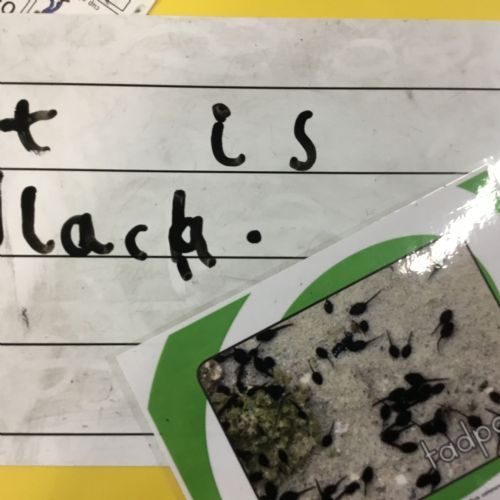 t is
lack.
tadpo